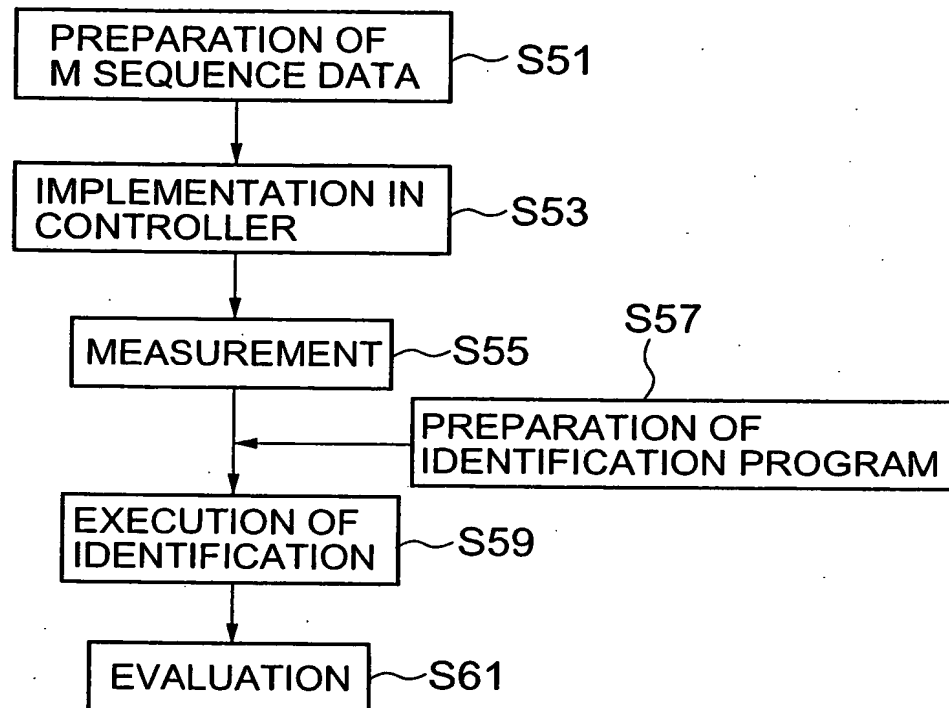 PREPARATION OF
M SEQUENCE DATA
S51
IMPLEMENTATION IN
CONTROLLER
S53
MEASUREMENT
S55
S57
PREPARATION OF
IDENTIFICATION PROGRAM
EXECUTION OF
IDENTIFICATION
S59
EVALUATION
S61